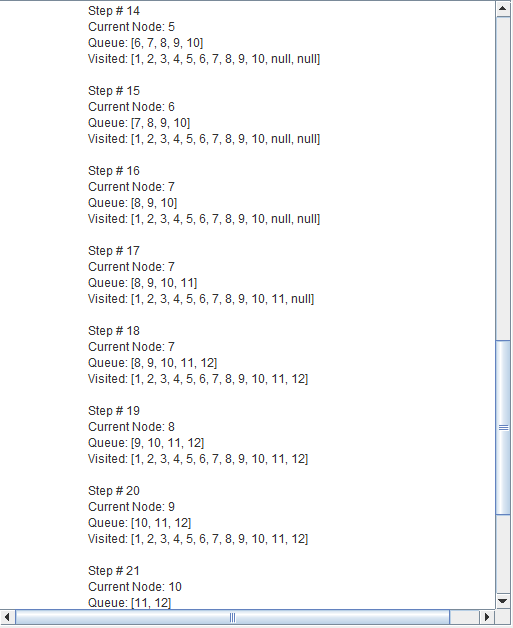 Step # 14
Current Node: 5
Queue: [6, 7, 8, 9, 10]
Visited: [1, 2, 3, 4, 5, 6, 7, 8, 9, 10, null, null]
Step # 15
Current Node: 6
Queue: [7, 8, 9, 10]
Visited: [1, 2, 3, 4, 5, 6, 7, 8, 9, 10, null, null]
Step # 16
Current Node: 7
Queue: [8, 9, 10]
Visited: [1, 2, 3, 4, 5, 6, 7, 8, 9, 10, null, null]
Step # 17
Current Node: 7
Queue: [8, 9, 10, 11]
Visited: [1, 2, 3, 4, 5, 6, 7, 8, 9, 10, 11, null]
Step # 18
Current Node: 7
Queue: [8, 9, 10, 11, 12]
Visited: [1, 2, 3, 4, 5, 6, 7, 8, 9, 10, 11, 12]
Step # 19
Current Node: 8
Queue: [9, 10, 11, 12]
Visited: [1, 2, 3, 4, 5, 6, 7, 8, 9, 10, 11, 12]
Step # 20
Current Node: 9
Queue: [10, 11, 12]
Visited: [1, 2, 3, 4, 5, 6, 7, 8, 9, 10, 11, 12]
Step # 21
Current Node: 10
Queue: [11, 12]